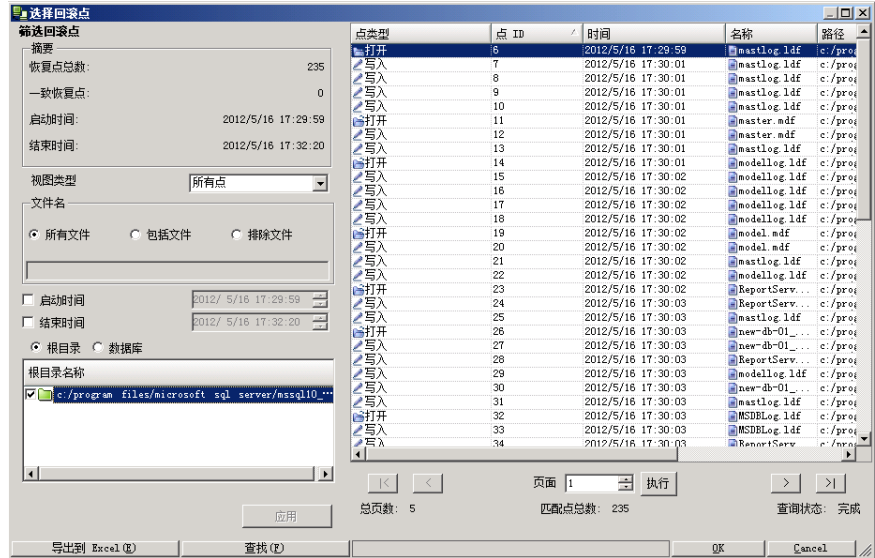 选择回滚点
筛选回滚点
摘要
恢复点总数: 235
一致恢复点: 0
启动时间: 2012/5/16 17:29:59
结束时间: 2012/5/16 17:32:20
视图类型 所有点
文件名
所有文件 包括文件 排除文件
启动时间 2012/ 5/16 17:29:59
结束时间 2012/ 5/16 17:32:20
根目录 数据库
根目录名称
c:/program files/microsoft sql server/mssql10_...
应用
点类型 点 ID 时间 名称 路径
打开 6 2012/5/16 17:29:59 mastlog.ldf c:/prog
写入 7 2012/5/16 17:30:01 mastlog.ldf c:/prog
写入 8 2012/5/16 17:30:01 mastlog.ldf c:/prog
写入 9 2012/5/16 17:30:01 mastlog.ldf c:/prog
写入 10 2012/5/16 17:30:01 mastlog.ldf c:/prog
打开 11 2012/5/16 17:30:01 master.mdf c:/prog
写入 12 2012/5/16 17:30:01 master.mdf c:/prog
写入 13 2012/5/16 17:30:01 mastlog.ldf c:/prog
打开 14 2012/5/16 17:30:01 modellog.ldf c:/prog
写入 15 2012/5/16 17:30:02 modellog.ldf c:/prog
写入 16 2012/5/16 17:30:02 modellog.ldf c:/prog
写入 17 2012/5/16 17:30:02 modellog.ldf c:/prog
写入 18 2012/5/16 17:30:02 modellog.ldf c:/prog
打开 19 2012/5/16 17:30:02 model.mdf c:/prog
写入 20 2012/5/16 17:30:02 model.mdf c:/prog
写入 21 2012/5/16 17:30:02 mastlog.ldf c:/prog
写入 22 2012/5/16 17:30:02 modellog.ldf c:/prog
打开 23 2012/5/16 17:30:02 ReportServ... c:/prog
写入 24 2012/5/16 17:30:03 ReportServ... c:/prog
写入 25 2012/5/16 17:30:03 mastlog.ldf c:/prog
打开 26 2012/5/16 17:30:03 new-db-01_... c:/prog
写入 27 2012/5/16 17:30:03 new-db-01_... c:/prog
写入 28 2012/5/16 17:30:03 ReportServ... c:/prog
写入 29 2012/5/16 17:30:03 modellog.ldf c:/prog
写入 30 2012/5/16 17:30:03 new-db-01_... c:/prog
写入 31 2012/5/16 17:30:03 mastlog.ldf c:/prog
打开 32 2012/5/16 17:30:03 MSDBLog.ldf c:/prog
写入 33 2012/5/16 17:30:03 MSDBLog.ldf c:/prog
写入 34 2012/5/16 17:30:03 ReportServ... c:/prog
|< < 页面 1 执行 > >|
总页数: 5 匹配点总数: 235 查询状态: 完成
导出到 Excel(E) 查找(F) OK Cancel